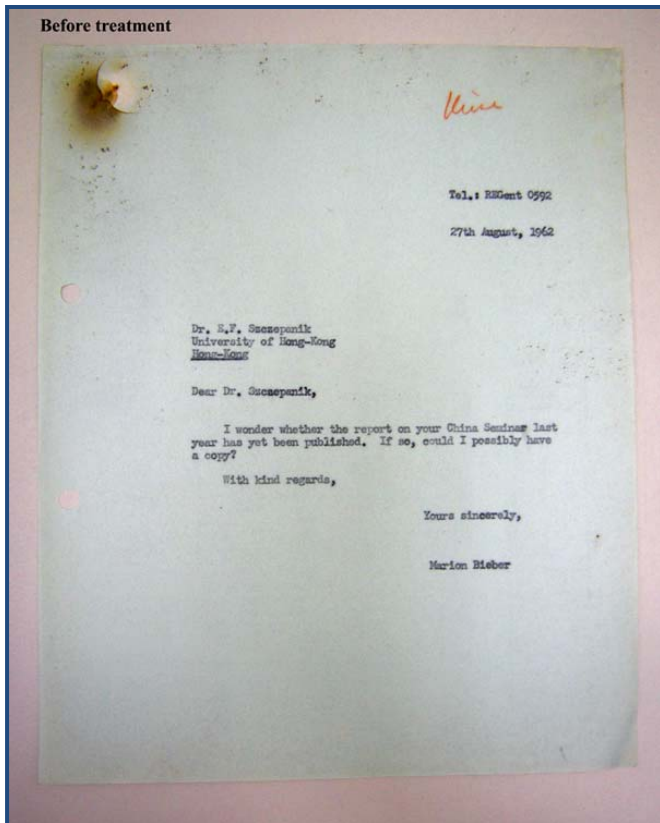 Before treatment
Tel.: REGent 0592
27th August, 1962
Dr. E.F. Szczepanik
University of Hong-Kong
Hong-Kong
Dear Dr. Szczepanik,
I wonder whether the report on your China Seminar last
year has yet been published. If so, could I possibly have
a copy?
With kind regards,
Yours sincerely,
Marion Bieber